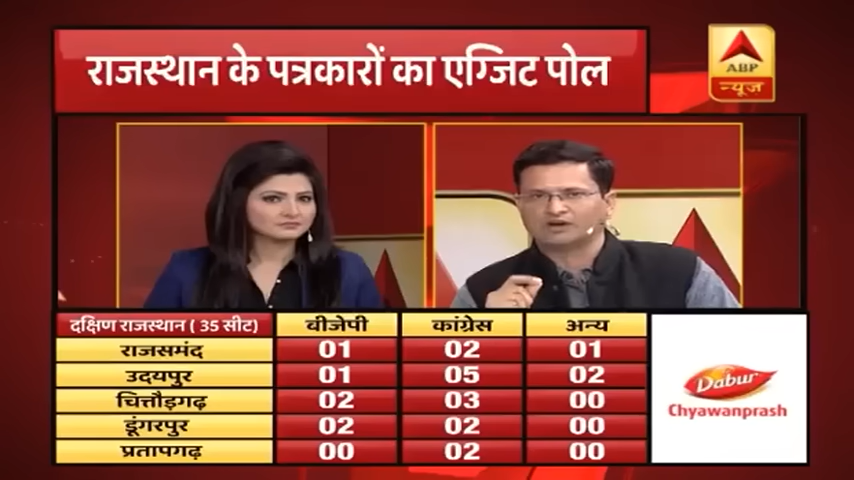 राजस्थान के पत्रकारों का एग्जिट पोल
ABP
न्यूज़
दक्षिण राजस्थान ( 35 सीट) बीजेपी कांग्रेस अन्य
राजसमंद 01 02 01
उदयपुर 01 05 02
चित्तौड़गढ़ 02 03 00
डूंगरपुर 02 02 00
प्रतापगढ़ 00 02 00
Dabur
Chyawanprash